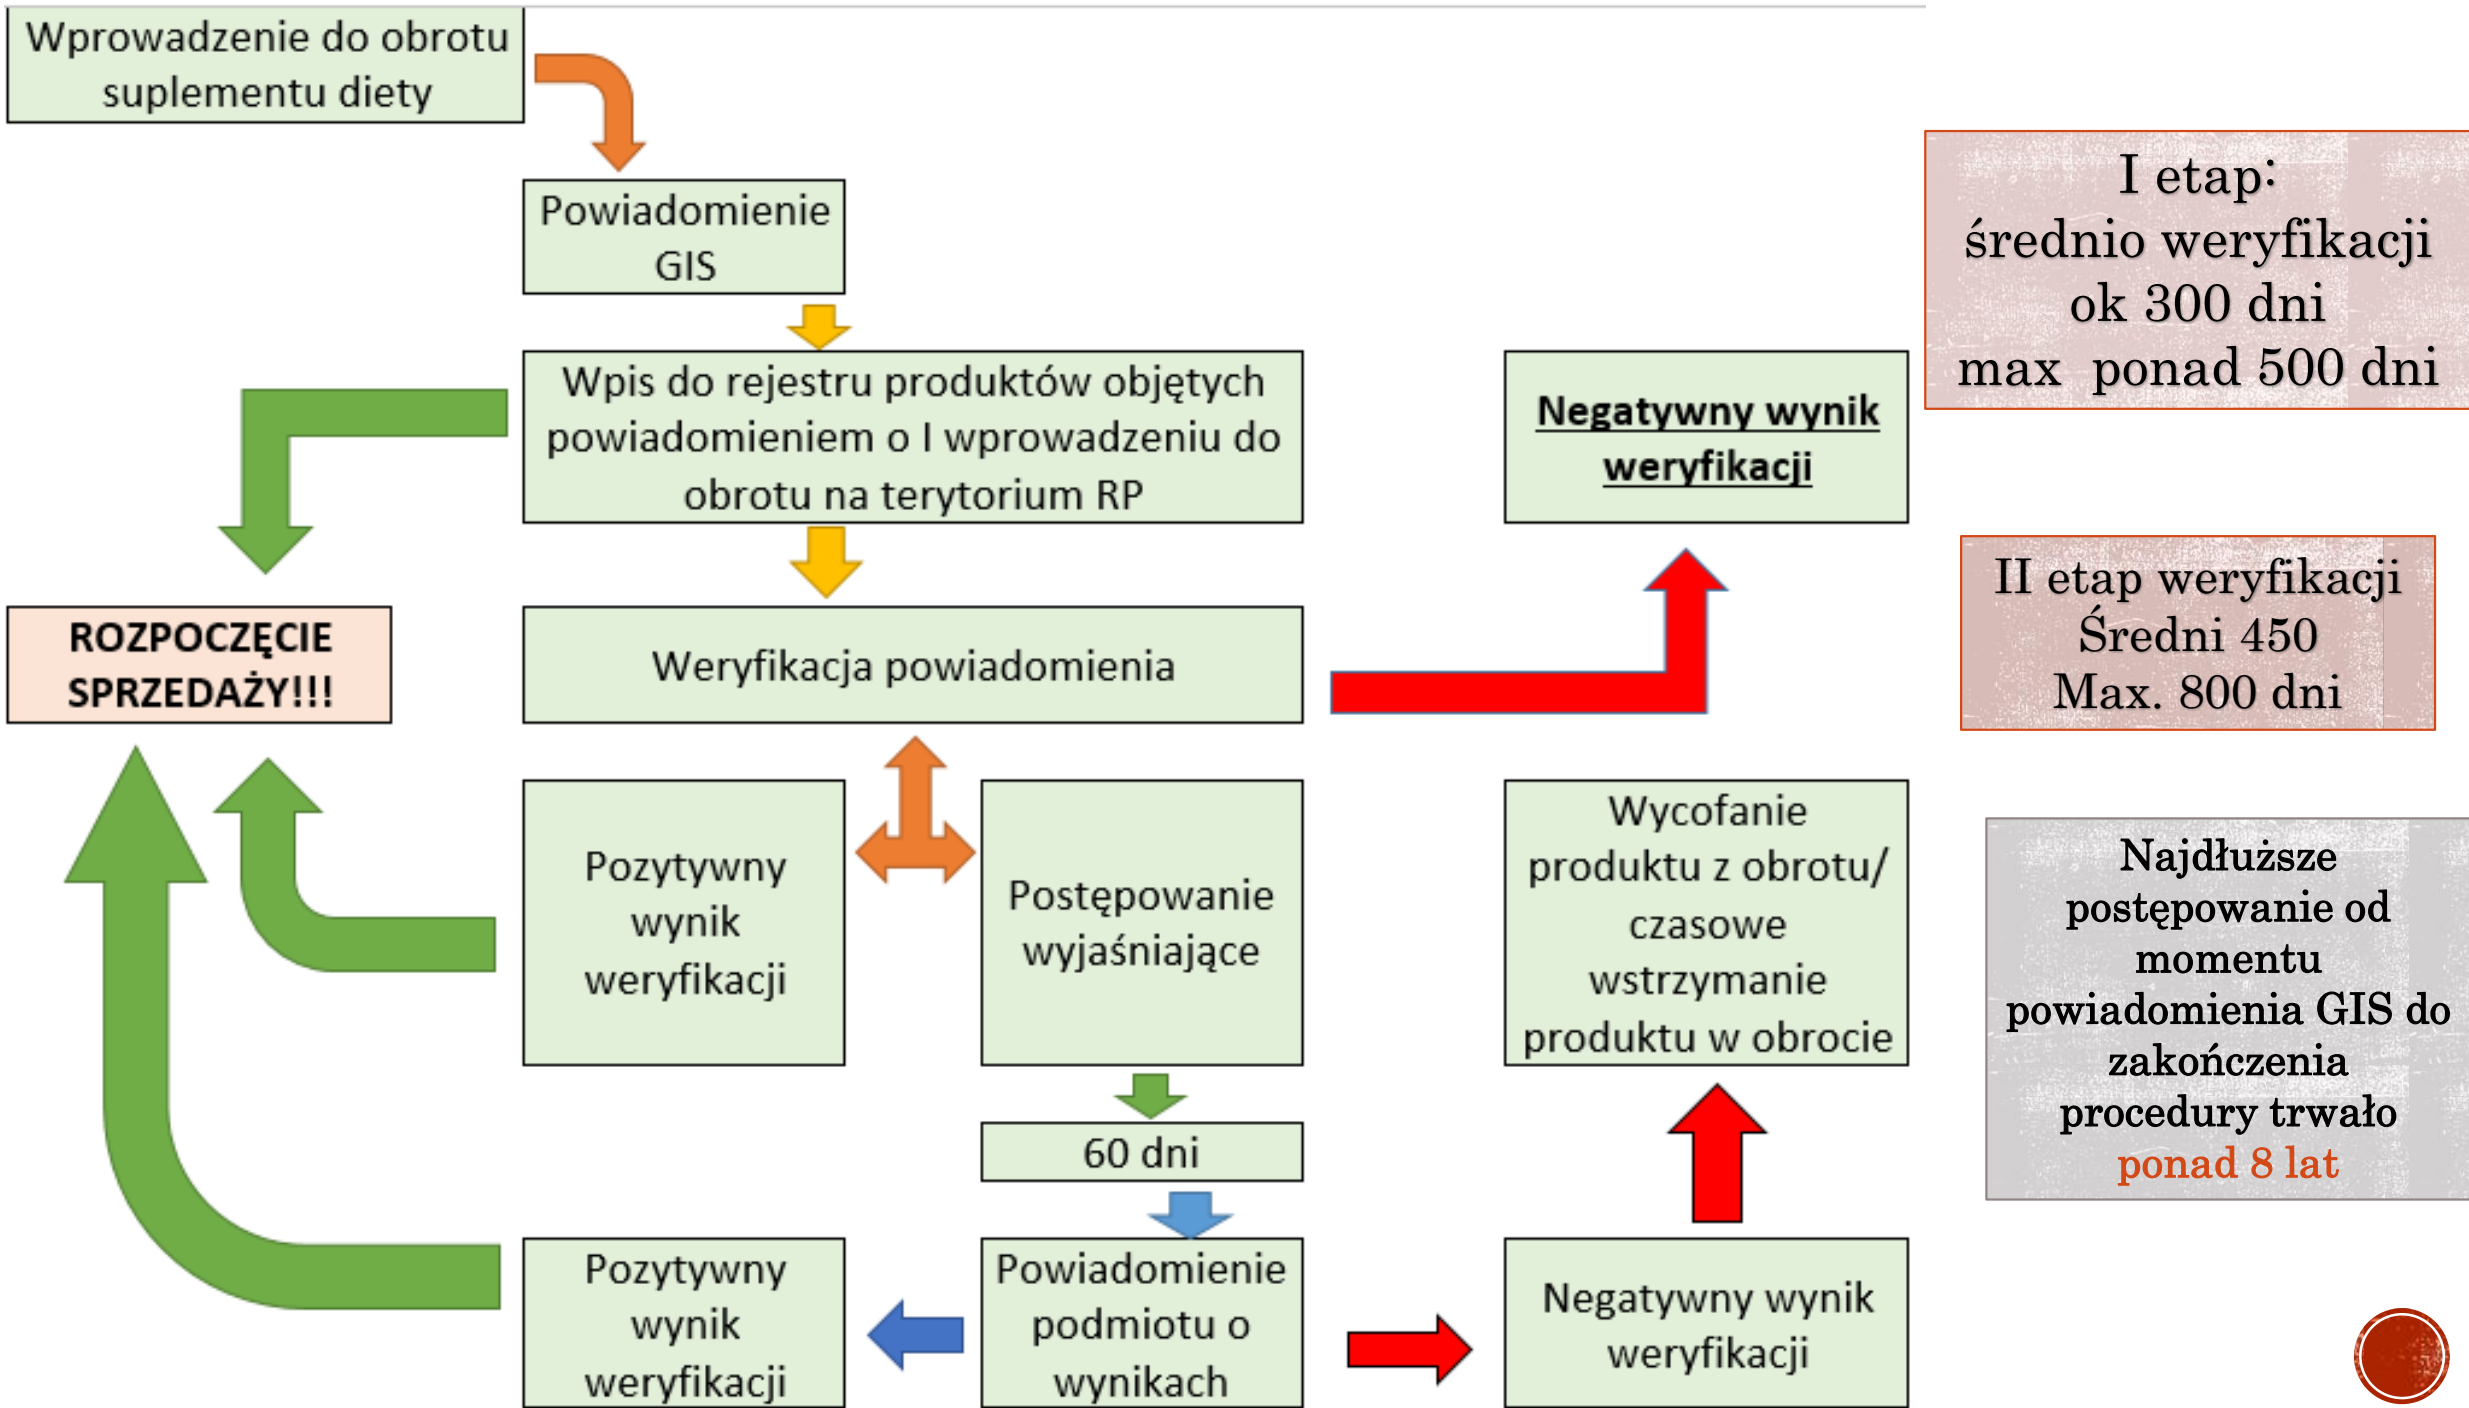 Wprowadzenie do obrotu
suplementu diety
Powiadomienie
GIS
Wpis do rejestru produktów objętych
powiadomieniem o I wprowadzeniu do
obrotu na terytorium RP
Negatywny wynik
weryfikacji
I etap:
średnio weryfikacji
ok 300 dni
max  ponad 500 dni
ROZPOCZĘCIE
SPRZEDAŻY!!!
Weryfikacja powiadomienia
II etap weryfikacji
Średni 450
Max. 800 dni
Pozytywny
wynik
weryfikacji
Postępowanie
wyjaśniające
Wycofanie
produktu z obrotu/
czasowe
wstrzymanie
produktu w obrocie
Najdłuższe
postępowanie od
momentu
powiadomienia GIS do
zakończenia
procedury trwało
ponad 8 lat
60 dni
Pozytywny
wynik
weryfikacji
Powiadomienie
podmiotu o
wynikach
Negatywny wynik
weryfikacji